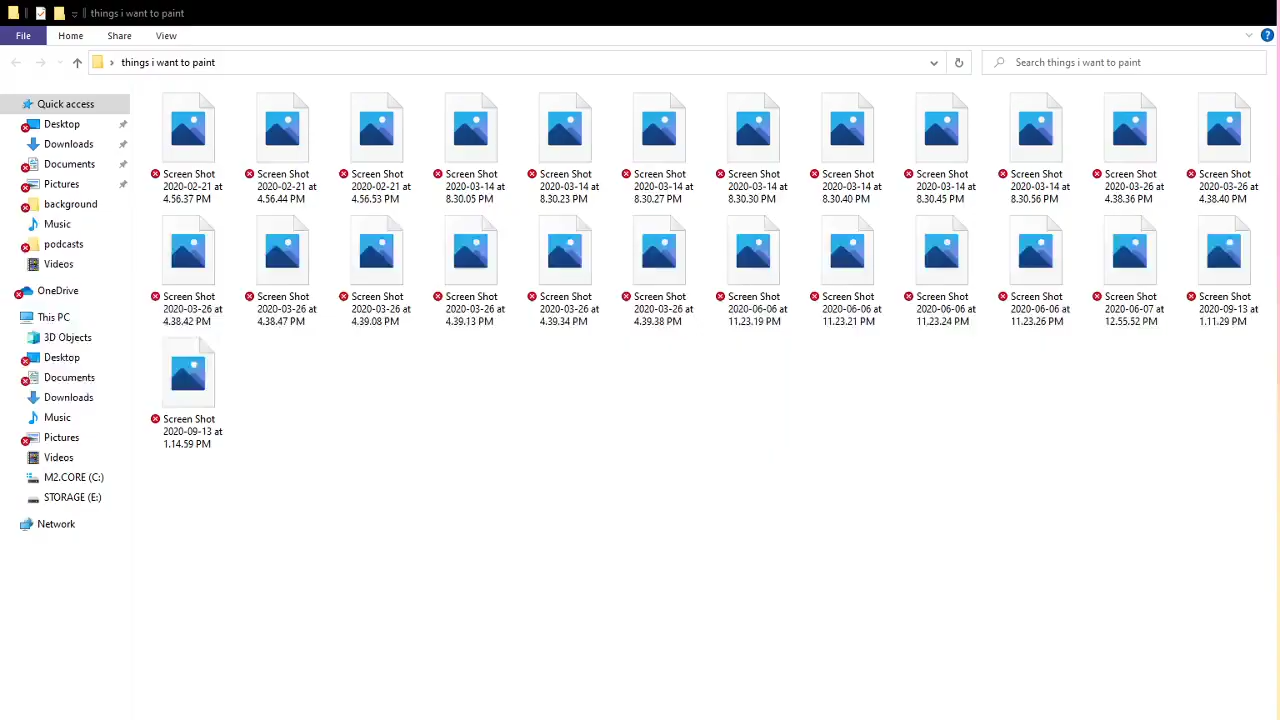 things i want to paint
File Home Share View
things i want to paint
Search things i want to paint
Quick access
Desktop
Downloads
Documents
Pictures
background
Music
podcasts
Videos
OneDrive
This PC
3D Objects
Desktop
Documents
Downloads
Music
Pictures
Videos
M2.CORE (C:)
STORAGE (E:)
Network
Screen Shot
2020-02-21 at
4.56.37 PM
Screen Shot
2020-02-21 at
4.56.44 PM
Screen Shot
2020-02-21 at
4.56.53 PM
Screen Shot
2020-03-14 at
8.30.05 PM
Screen Shot
2020-03-14 at
8.30.23 PM
Screen Shot
2020-03-14 at
8.30.27 PM
Screen Shot
2020-03-14 at
8.30.30 PM
Screen Shot
2020-03-14 at
8.30.40 PM
Screen Shot
2020-03-14 at
8.30.45 PM
Screen Shot
2020-03-14 at
8.30.56 PM
Screen Shot
2020-03-26 at
4.38.36 PM
Screen Shot
2020-03-26 at
4.38.40 PM
Screen Shot
2020-03-26 at
4.38.42 PM
Screen Shot
2020-03-26 at
4.38.47 PM
Screen Shot
2020-03-26 at
4.39.08 PM
Screen Shot
2020-03-26 at
4.39.13 PM
Screen Shot
2020-03-26 at
4.39.34 PM
Screen Shot
2020-03-26 at
4.39.38 PM
Screen Shot
2020-06-06 at
11.23.19 PM
Screen Shot
2020-06-06 at
11.23.21 PM
Screen Shot
2020-06-06 at
11.23.24 PM
Screen Shot
2020-06-06 at
11.23.26 PM
Screen Shot
2020-06-07 at
12.55.52 PM
Screen Shot
2020-09-13 at
1.11.29 PM
Screen Shot
2020-09-13 at
1.14.59 PM